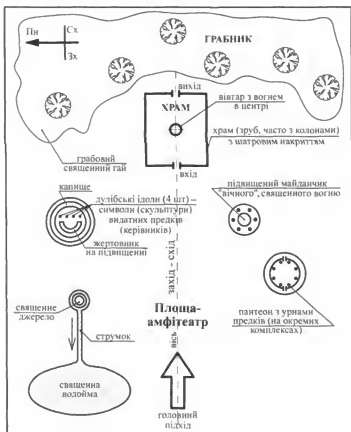 Пн
Сх
Зх
ГРАБНИК
вихід
ХРАМ
вівтар з вогнем
в центрі
храм (зруб, часто з колонами)
з шатровим накриттям
вхід
грабовий
священний гай
капище
дулібські ідоли (4 шт) –
символи (скульптури)
видатних предків
(керівників)
жертовник
на підвищенні
підвищений майданчик
"вічного", священного вогню
захід - схід
священне
джерело
струмок
священна
водойма
Площа-
амфітеатр
вісь
пантеон з урнами
предків (на окремих
комплексах)
головний
підхід